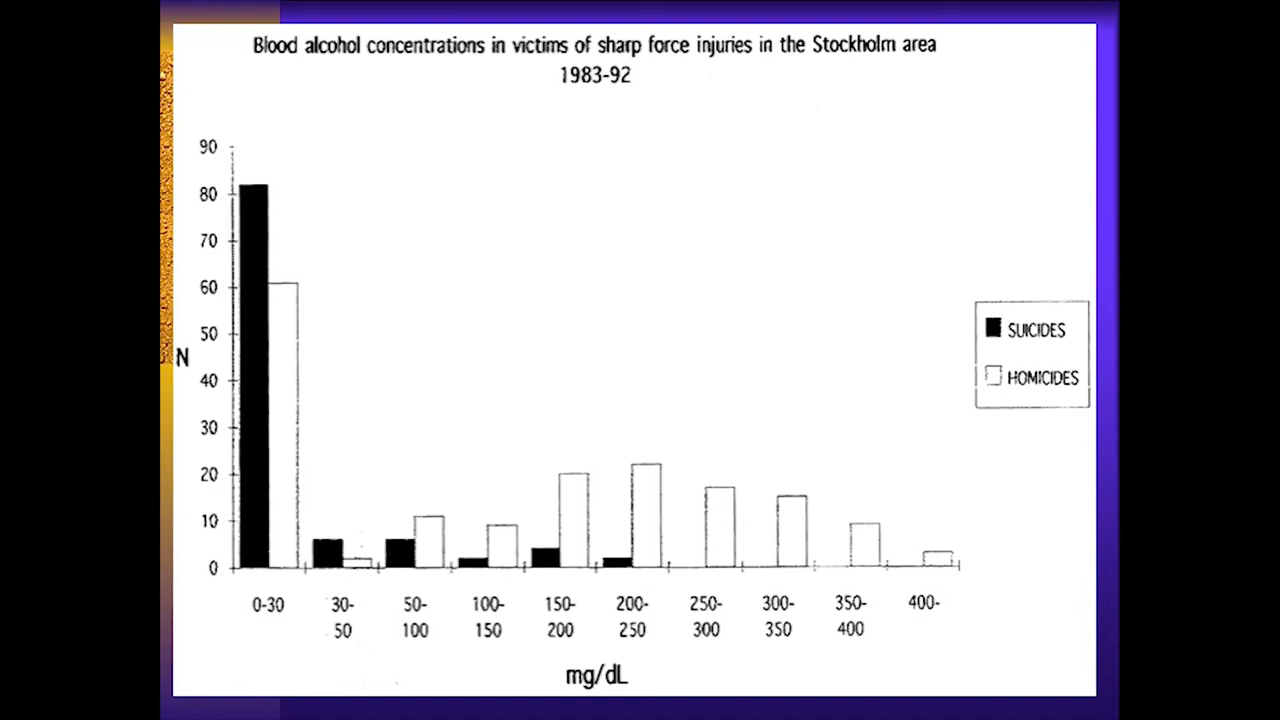 Blood alcohol concentrations in victims of sharp force injuries in the Stockholm area
1983-92
90
80
70
60
50
N
40
30
20
10
0
SUICIDES
HOMICIDES
0-30 30- 50- 100- 150- 200- 250- 300- 350- 400-
50 100 150 200 250 300 350 400
mg/dL